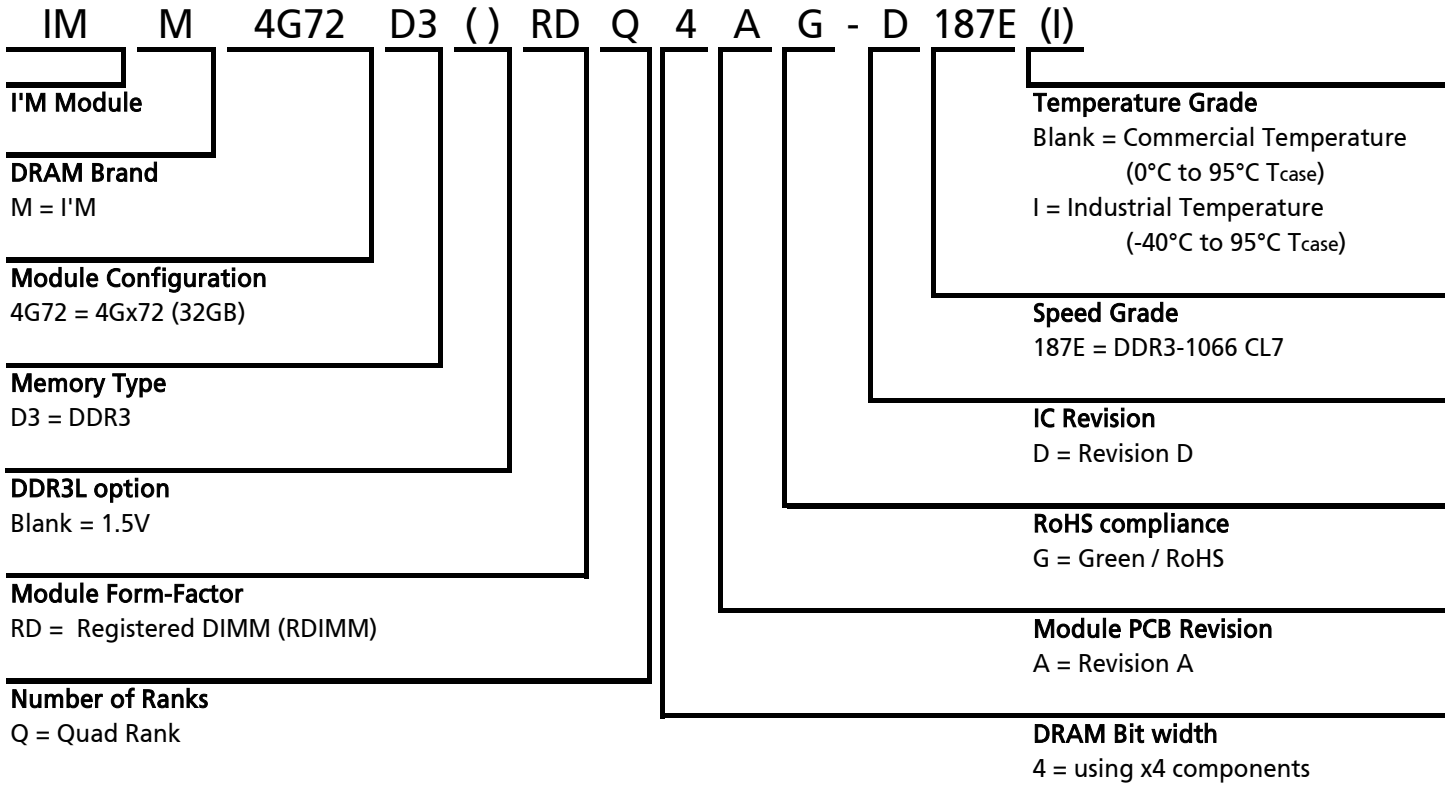 IM M 4G72 D3 ( ) RD Q 4 A G - D 187E (I)
I'M Module
DRAM Brand
M = I'M
Module Configuration
4G72 = 4Gx72 (32GB)
Memory Type
D3 = DDR3
DDR3L option
Blank = 1.5V
Module Form-Factor
RD = Registered DIMM (RDIMM)
Number of Ranks
Q = Quad Rank
Temperature Grade
Blank = Commercial Temperature
(0°C to 95°C Tcase)
I = Industrial Temperature
(-40°C to 95°C Tcase)
Speed Grade
187E = DDR3-1066 CL7
IC Revision
D = Revision D
RoHS compliance
G = Green / RoHS
Module PCB Revision
A = Revision A
DRAM Bit width
4 = using x4 components